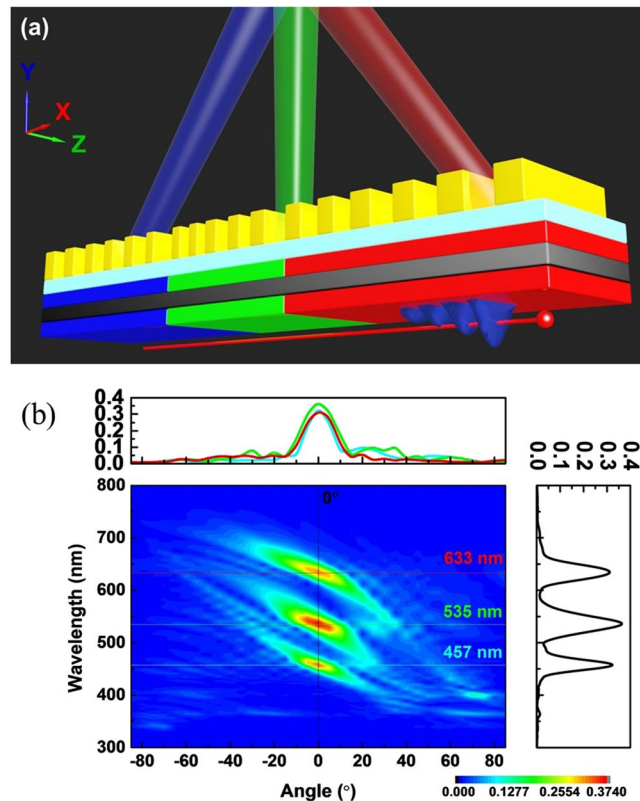 (a)
Y
X
Z
(b)
0.4
0.3
0.2
0.1
0.0
0.0
0.1
0.2
0.3
0.4
800
700
600
500
400
300
Wavelength (nm)
0°
633 nm
535 nm
457 nm
-80 -60 -40 -20 0 20 40 60 80
Angle (°)
0.000 0.1277 0.2554 0.3740